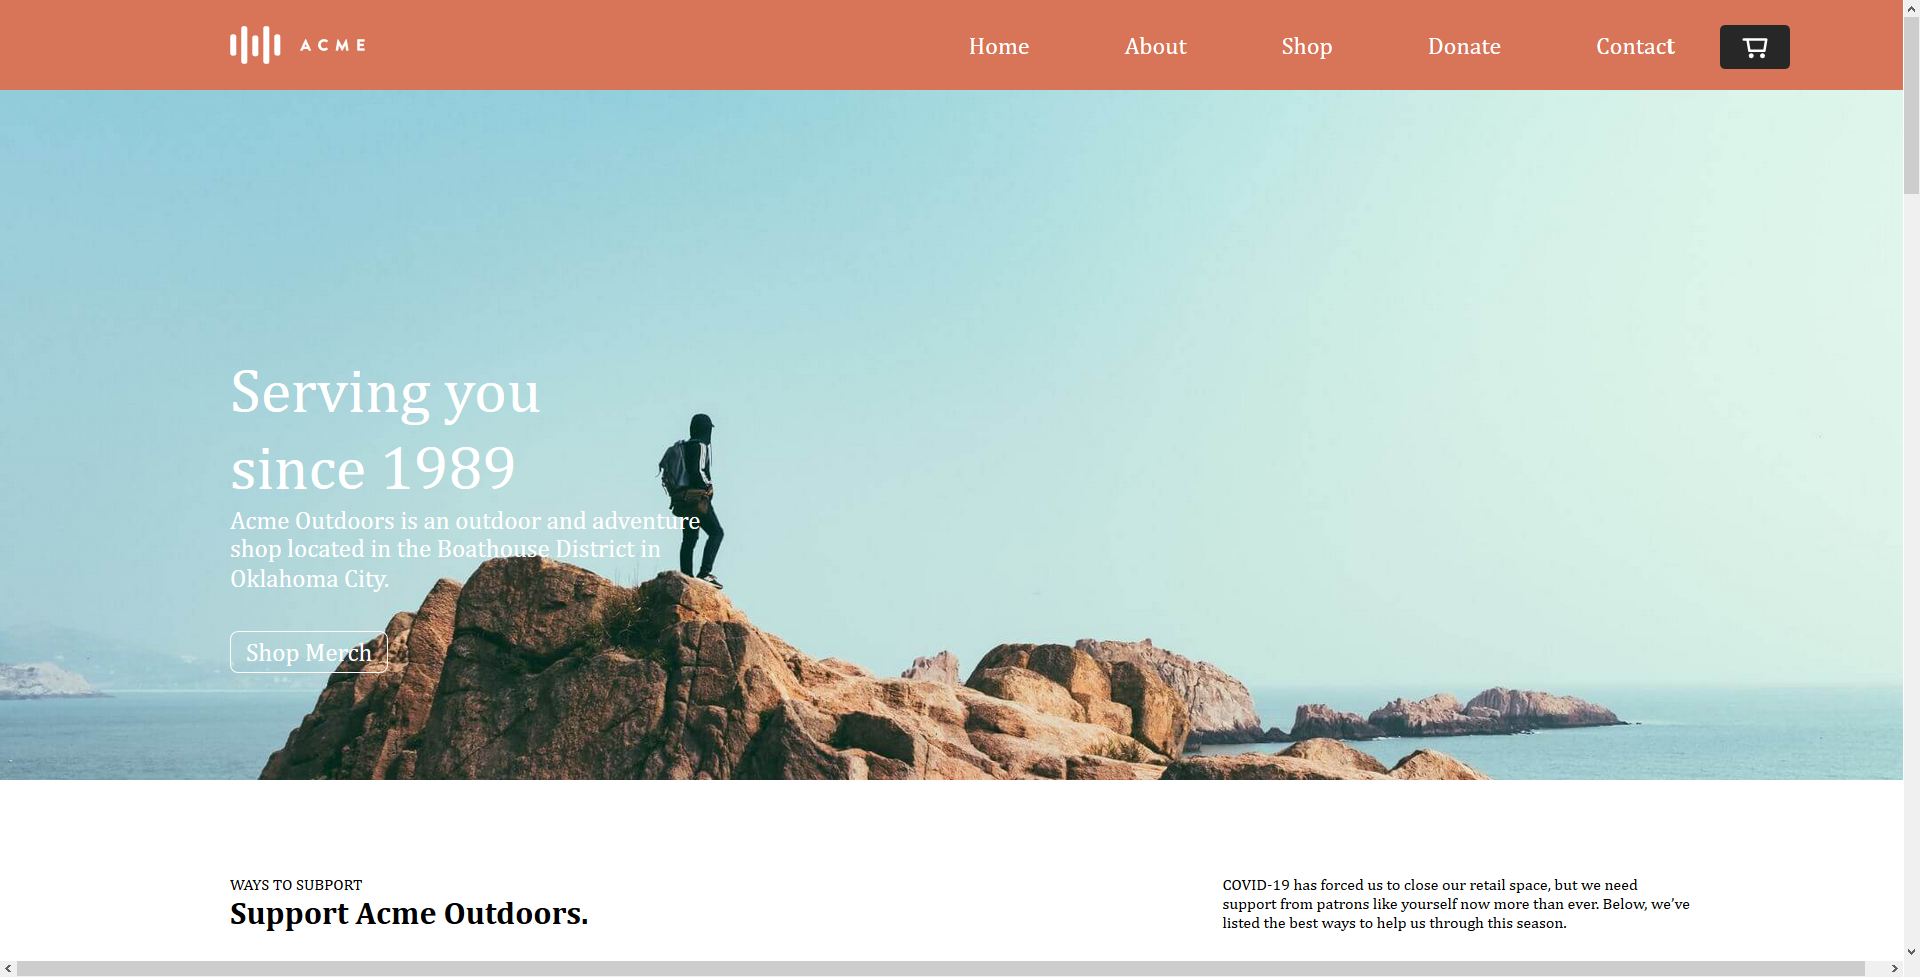 ACME
Home About Shop Donate Contact
Serving you
since 1989
Acme Outdoors is an outdoor and adventure
shop located in the Boathouse District in
Oklahoma City.
Shop Merch
WAYS TO SUBPORT
Support Acme Outdoors.
COVID-19 has forced us to close our retail space, but we need
support from patrons like yourself now more than ever. Below, we’ve
listed the best ways to help us through this season.